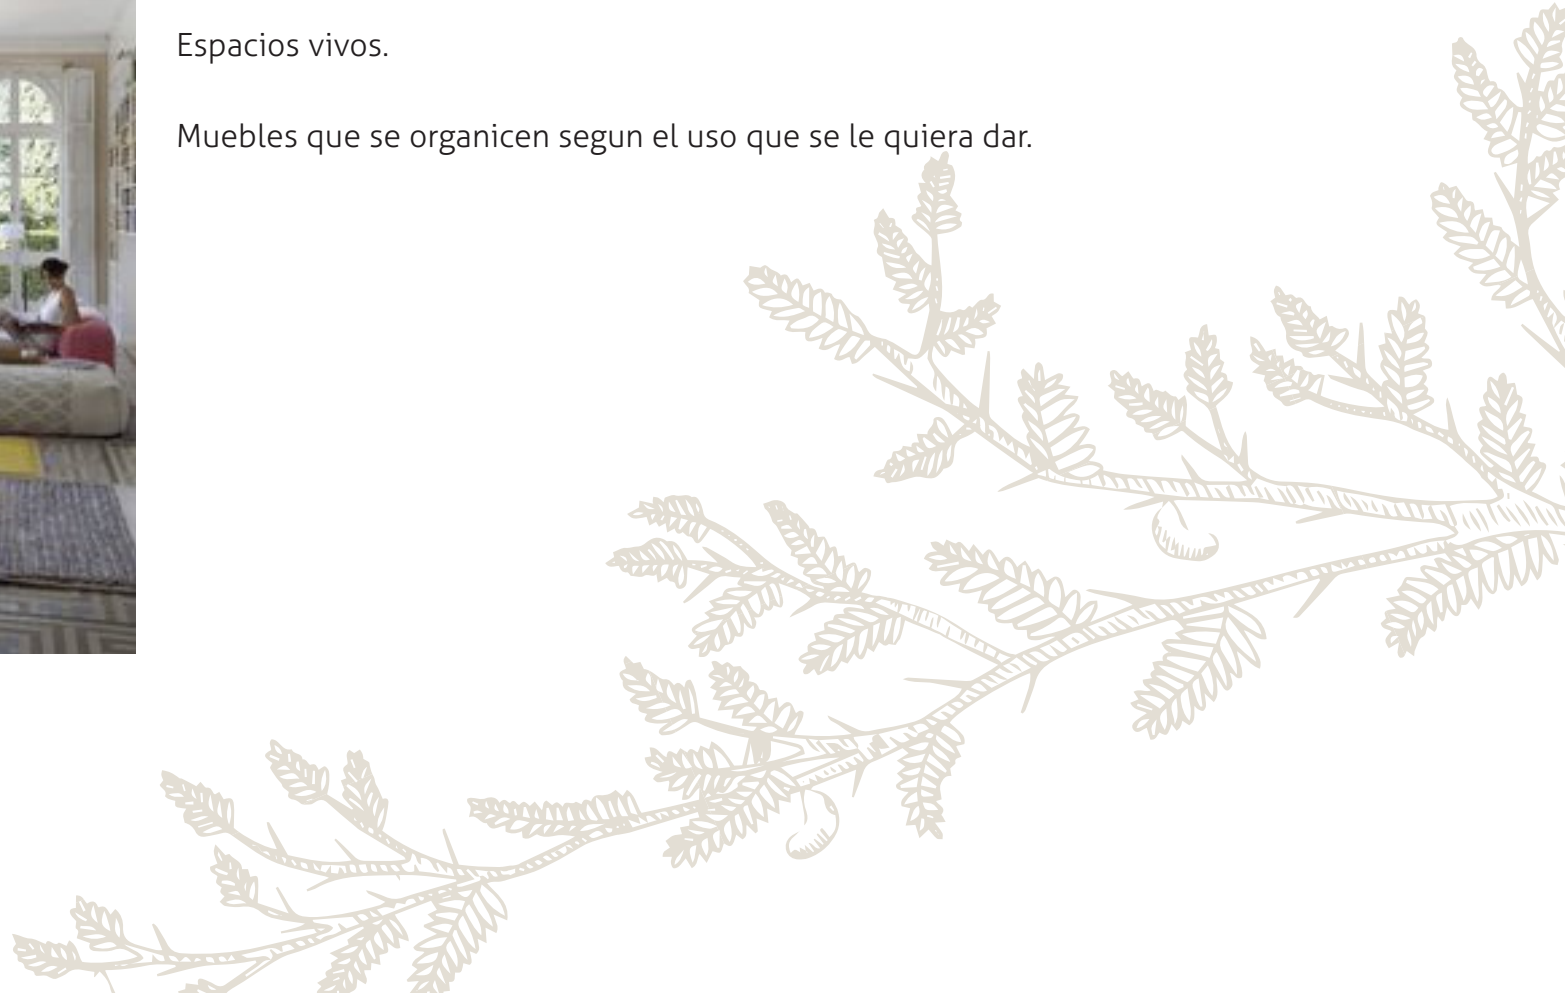 Espacios vivos.
Muebles que se organicen segun el uso que se le quiera dar.